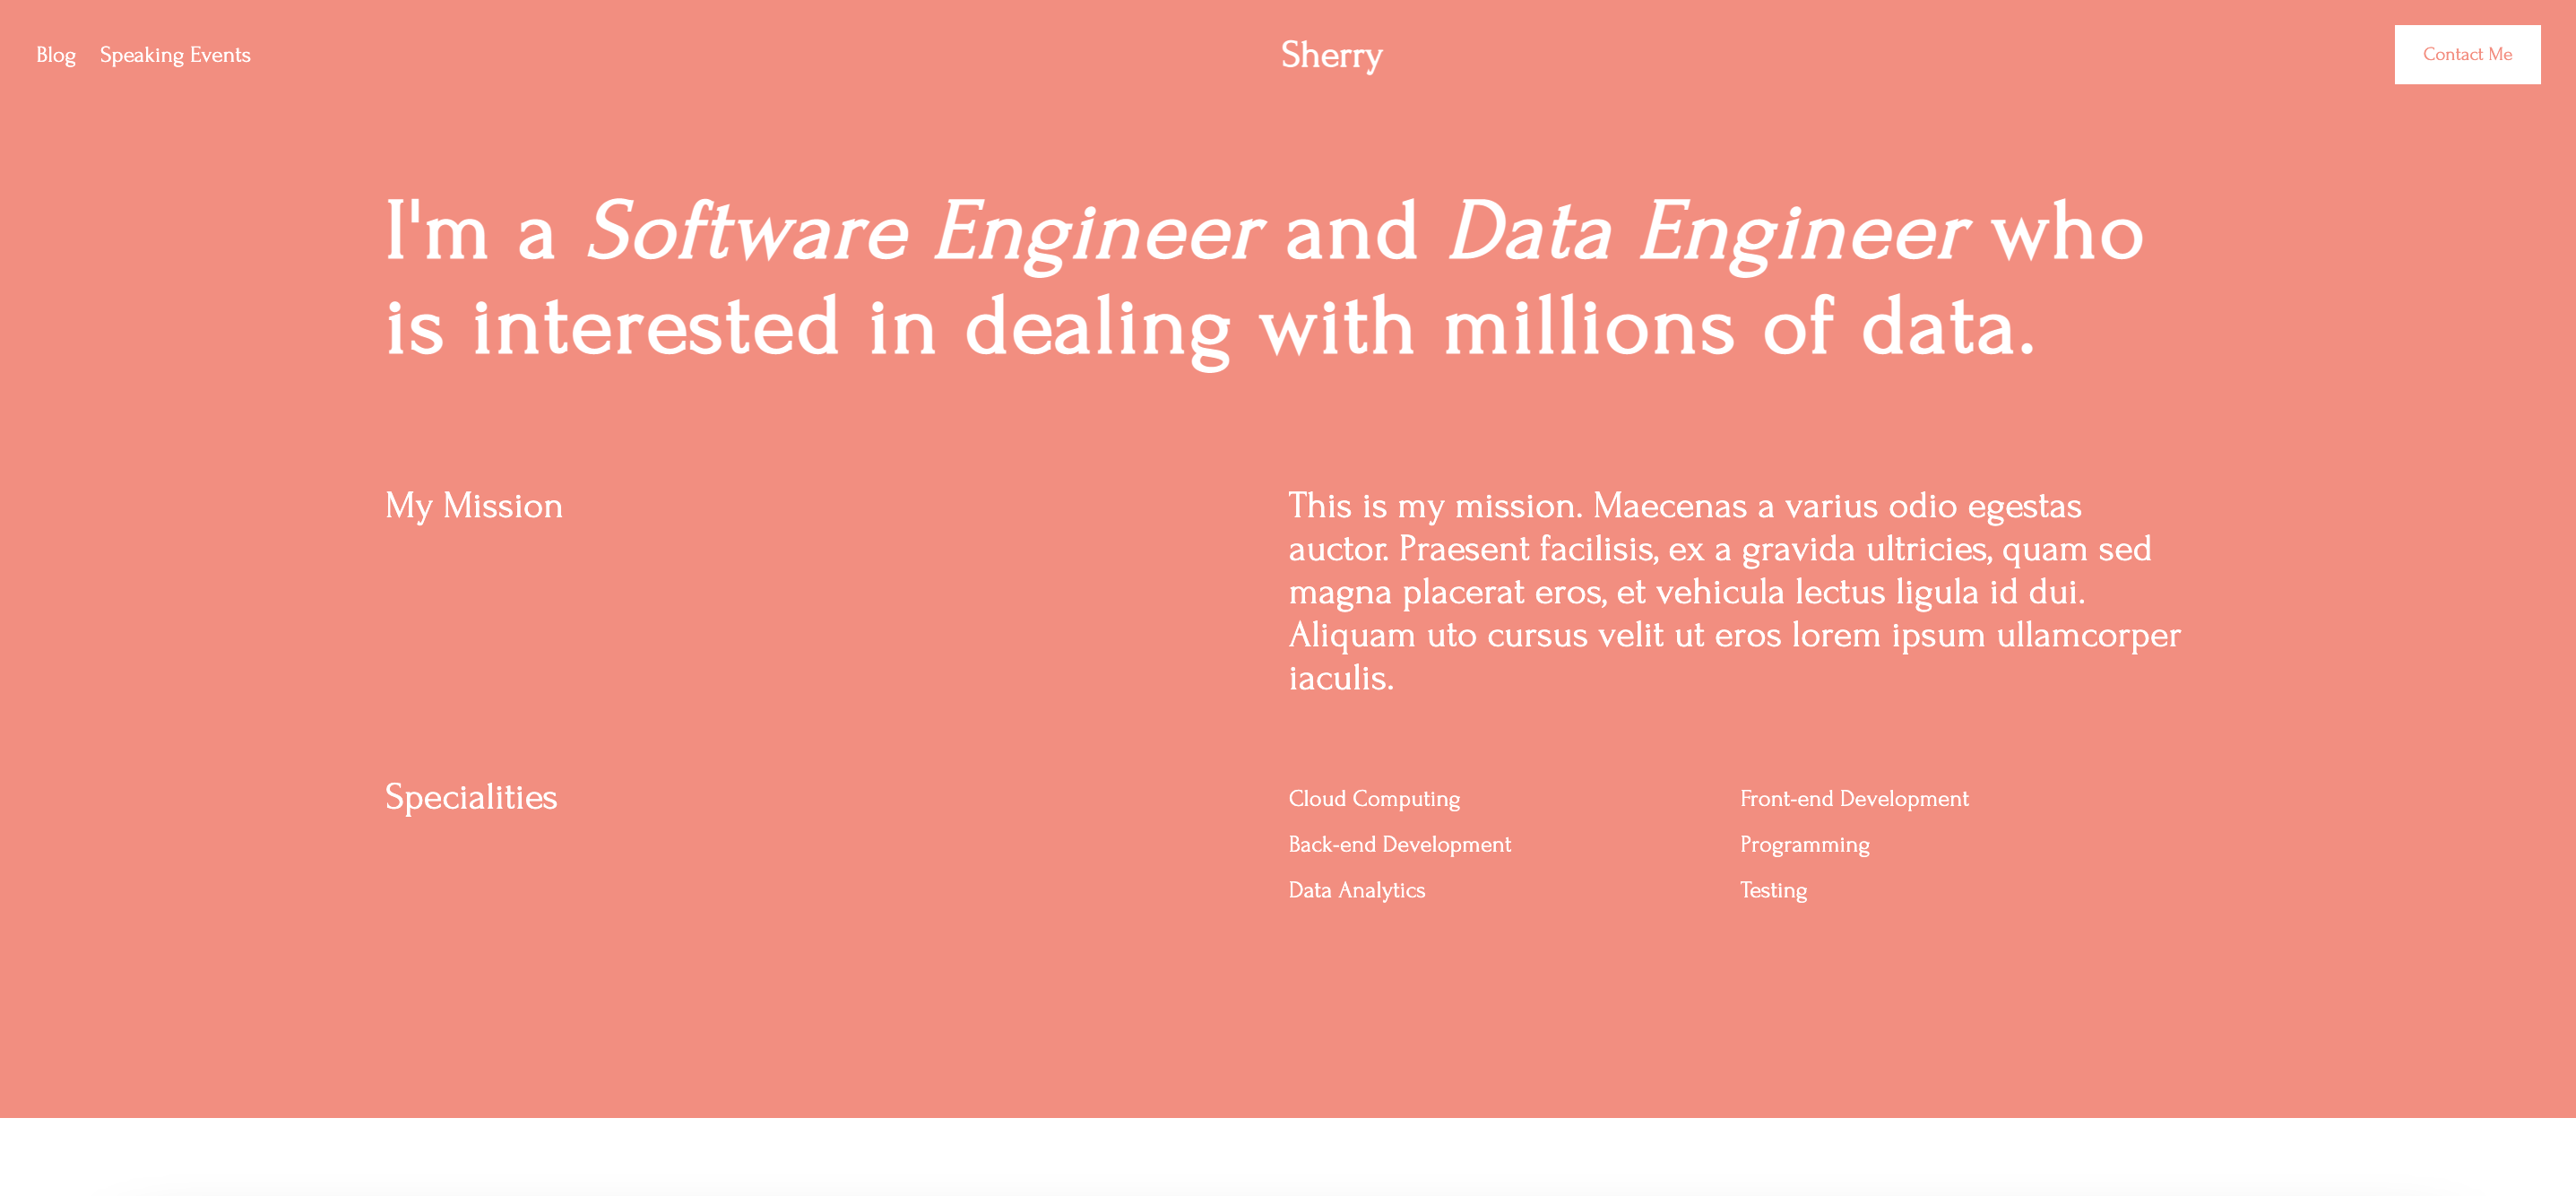 Blog Speaking Events Sherry Contact Me
I'm a Software Engineer and Data Engineer who
is interested in dealing with millions of data.
My Mission
This is my mission. Maecenas a varius odio egestas
auctor. Praesent facilisis, ex a gravida ultricies, quam sed
magna placerat eros, et vehicula lectus ligula id dui.
Aliquam uto cursus velit ut eros lorem ipsum ullamcorper
iaculis.
Specialities
Cloud Computing
Back-end Development
Data Analytics
Front-end Development
Programming
Testing